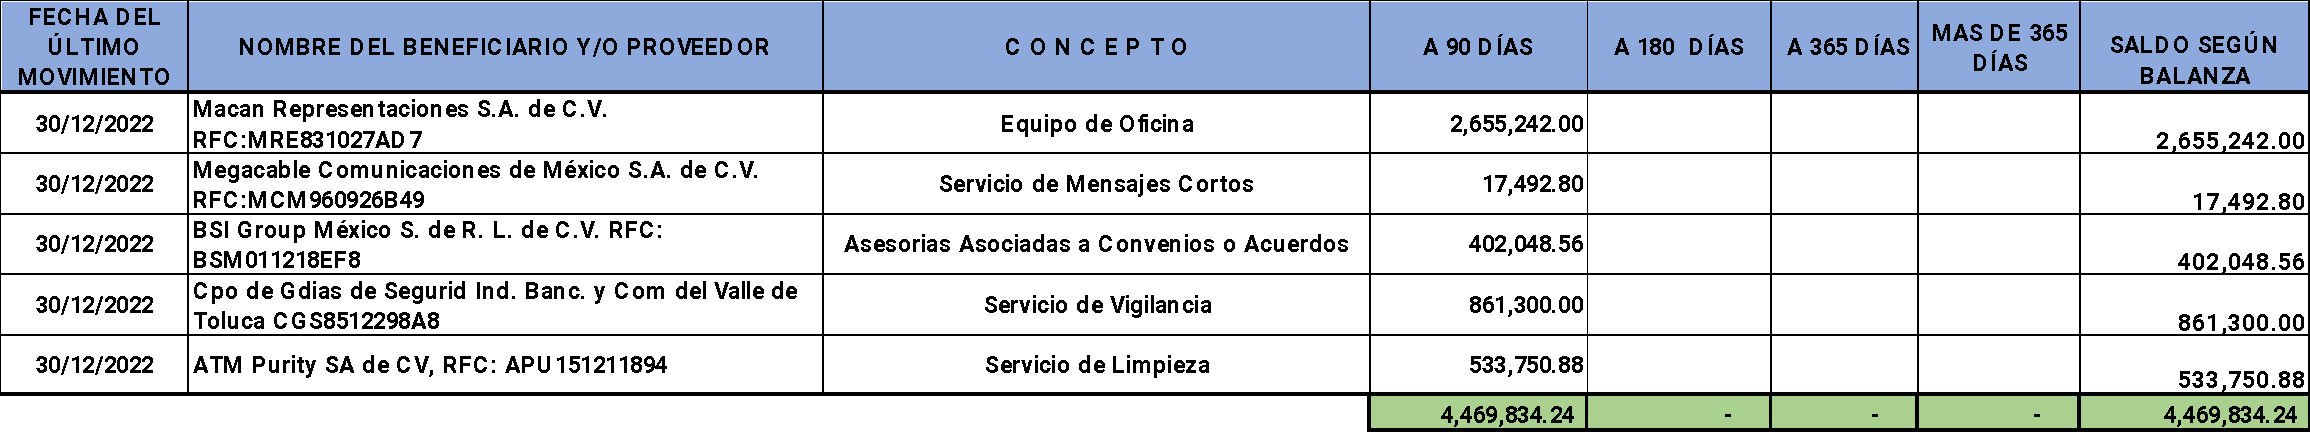 FECHA DEL
ÚLTIMO
MOVIMIENTO
NOMBRE DEL BENEFICIARIO Y/O PROVEEDOR
C O N C E P T O
A 90 DÍAS
A 180 DÍAS
A 365 DÍAS
MAS DE 365
DÍAS
SALDO SEGÚN
BALANZA
30/12/2022
Macan Representaciones S.A. de C.V.
RFC:MRE831027AD7
Equipo de Oficina
2,655,242.00
2,655,242.00
30/12/2022
Megacable Comunicaciones de México S.A. de C.V.
RFC:MCM960926B49
Servicio de Mensajes Cortos
17,492.80
17,492.80
30/12/2022
BSI Group México S. de R. L. de C.V. RFC:
BSM011218EF8
Asesorias Asociadas a Convenios o Acuerdos
402,048.56
402,048.56
30/12/2022
Cpo de Gdias de Segurid Ind. Banc. y Com del Valle de
Toluca CGS8512298A8
Servicio de Vigilancia
861,300.00
861,300.00
30/12/2022
ATM Purity SA de CV, RFC: APU151211894
Servicio de Limpieza
533,750.88
533,750.88
4,469,834.24
-
-
-
4,469,834.24